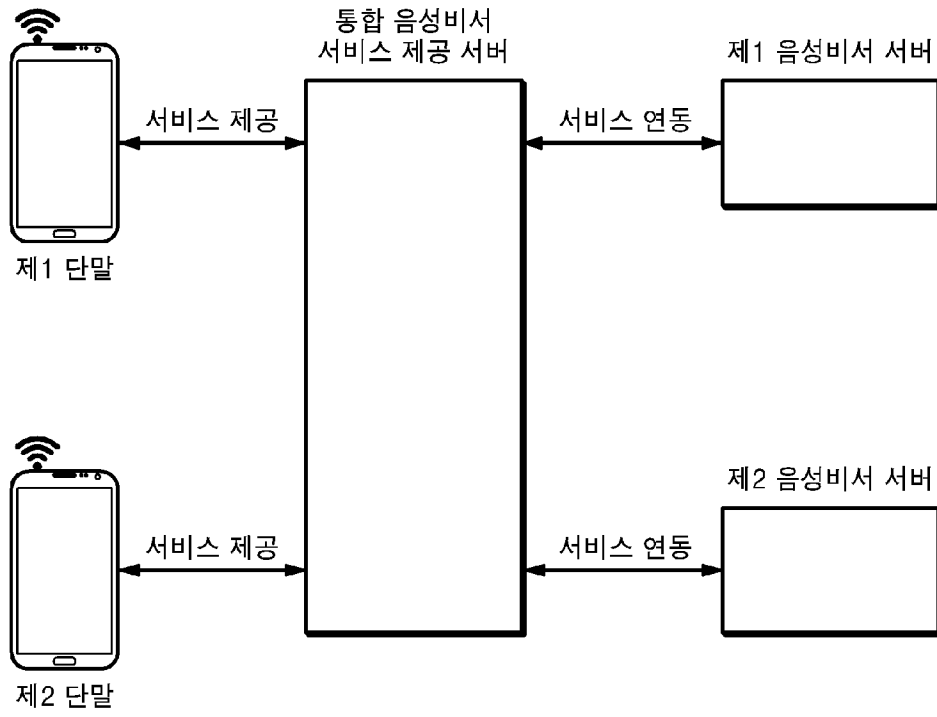 통합 음성비서
서비스 제공 서버
제1 음성비서 서버
서비스 제공
서비스 연동
제1 단말
제2 음성비서 서버
서비스 제공
서비스 연동
제2 단말